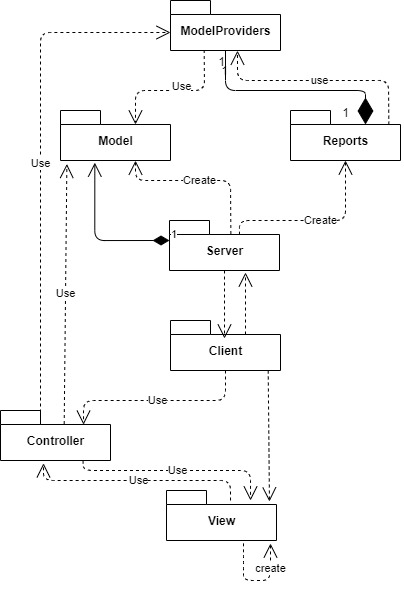 ModelProviders
1
Use
use
1
Model
Reports
Use
Create
Create
1
Server
Use
Client
Use
Controller
Use
Use
View
create